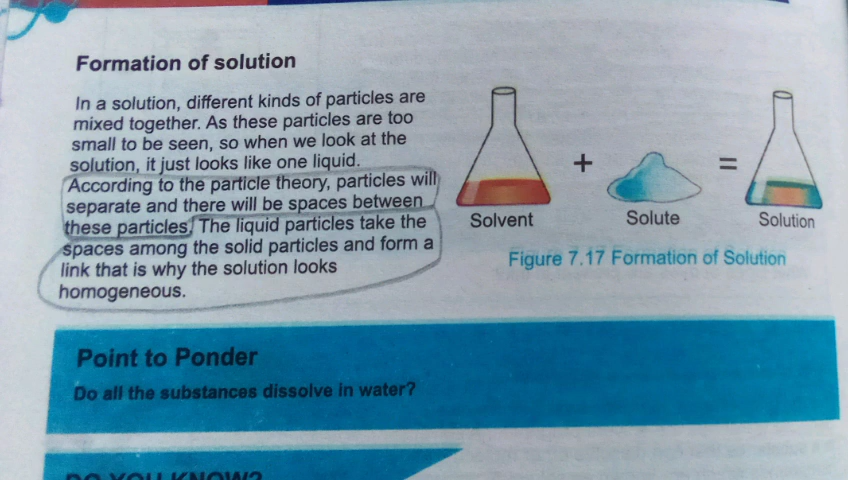 Formation of solution
In a solution, different kinds of particles are
mixed together. As these particles are too
small to be seen, so when we look at the
solution, it just looks like one liquid.
According to the particle theory, particles will
separate and there will be spaces between
these particles. The liquid particles take the
spaces among the solid particles and form a
link that is why the solution looks
homogeneous.
+
=
Solvent
Solute
Solution
Figure 7.17 Formation of Solution
Point to Ponder
Do all the substances dissolve in water?
DO YOU KNOW?